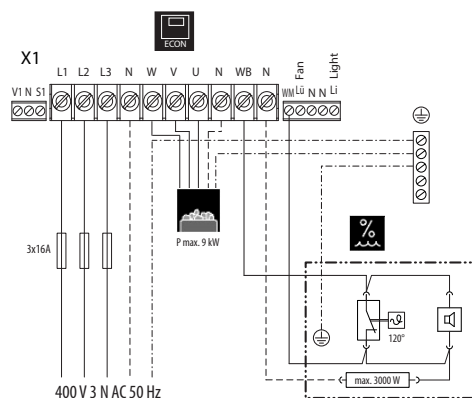 ECON
X1
L1 L2 L3 N W V U N WB N
Fan
Light
V1 N S1
WM Lü N N Li
3x16A
P max. 9 kW
%
120°
max. 3000 W
400 V 3 N AC 50 Hz